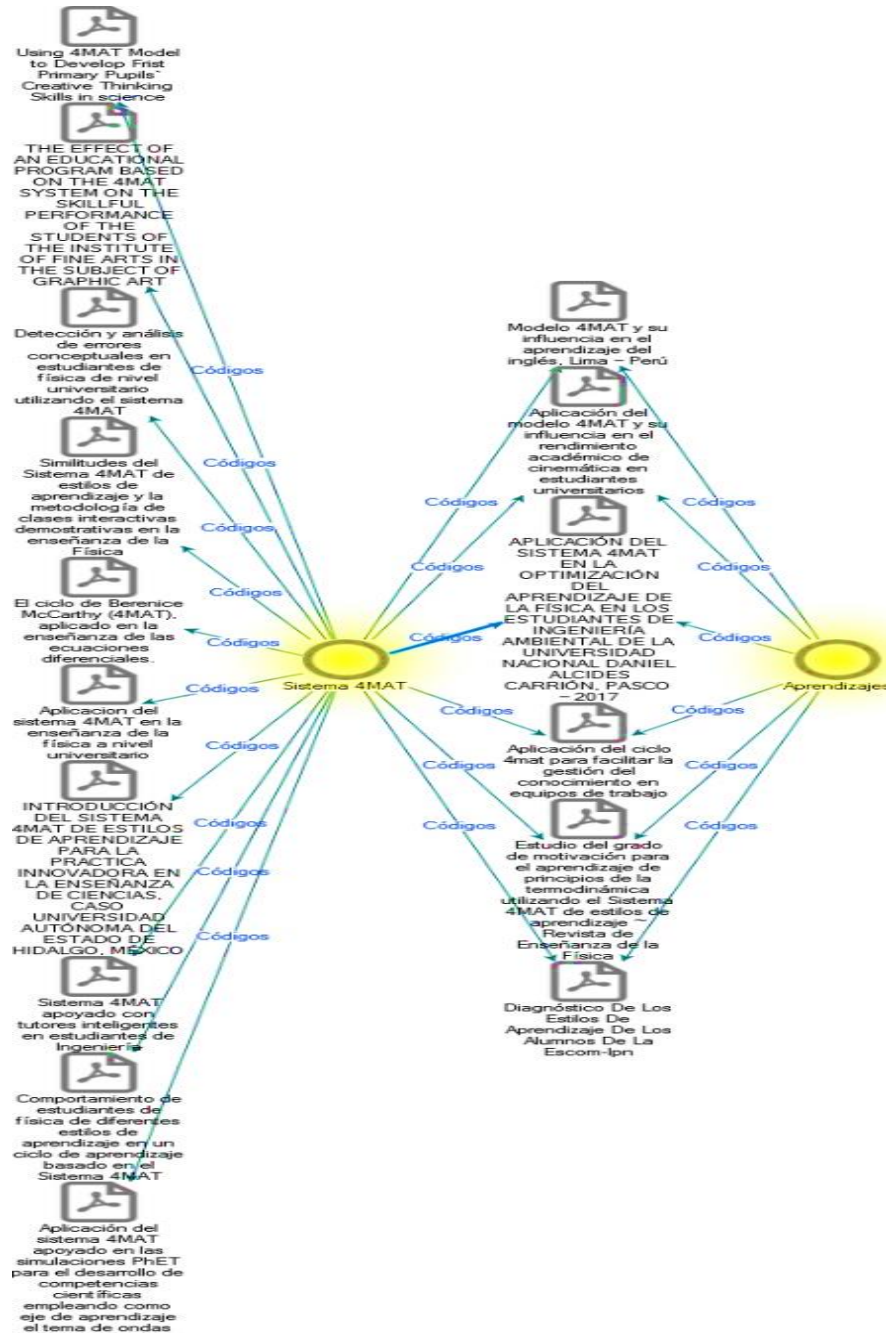 Using 4MAT Model
to Develop Frist
Primary Pupils`
Creative Thinking
Skills in science
THE EFFECT OF
AN EDUCATIONAL
PROGRAM BASED
ON THE 4MAT
SYSTEM ON THE
SKILLFUL
PERFORMANCE
OF THE
STUDENTS OF
THE INSTITUTE
OF FINE ARTS IN
THE SUBJECT OF
GRAPHIC ART
Detección y análisis
de errores
conceptuales en
estudiantes de
física de nivel
universitario
utilizando el sistema
4MAT
Similitudes del
Sistema 4MAT de
estilos de
aprendizaje y la
metodología de
clases interactivas
demostrativas en la
enseñanza de la
Física
El ciclo de Berenice
McCarthy (4MAT).
aplicado en la
enseñanza de las
ecuaciones
diferenciales.
Aplicacion del
sistema 4MAT en la
enseñanza de la
física a nivel
universitario
INTRODUCCIÓN
DEL SISTEMA
4MAT DE ESTILOS
DE APRENDIZAJE
PARA LA
PRACTICA
INNOVADORA EN
LA ENSEÑANZA
DE CIENCIAS.
CASO
UNIVERSIDAD
AUTÓNOMA DEL
ESTADO DE
HIDALGO, MÉXICO
Sistema 4MAT
apoyado con
tutores inteligentes
en estudiantes de
Ingeniería
Comportamiento de
estudiantes de
física de diferentes
estilos de
aprendizaje en un
ciclo de aprendizaje
basado en el
Sistema 4MAT
Aplicación del
sistema 4MAT
apoyado en las
simulaciones PhET
para el desarrollo de
competencias
científicas
empleando como
eje de aprendizaje
el tema de ondas
Códigos
Códigos
Códigos
Códigos
Códigos
Códigos
Códigos
Códigos
Códigos
Códigos
Sistema 4MAT
Códigos
Códigos
Códigos
Códigos
Códigos
Códigos
Modelo 4MAT y su
influencia en el
aprendizaje del
inglés, Lima – Perú
Aplicación del
modelo 4MAT y su
influencia en el
rendimiento
académico de
cinemática en
estudiantes
universitarios
APLICACIÓN DEL
SISTEMA 4MAT
EN LA
OPTIMIZACIÓN
DEL
APRENDIZAJE DE
LA FÍSICA EN LOS
ESTUDIANTES DE
INGENIERÍA
AMBIENTAL DE LA
UNIVERSIDAD
NACIONAL DANIEL
ALCIDES
CARRIÓN, PASCO
– 2017
Aplicación del ciclo
4mat para facilitar la
gestión del
conocimiento en
equipos de trabajo
Estudio del grado
de motivación para
el aprendizaje de
principios de la
termodinámica
utilizando el Sistema
4MAT de estilos de
aprendizaje ~
Revista de
Enseñanza de la
Física
Diagnóstico De Los
Estilos De
Aprendizaje De Los
Alumnos De La
Escom-Ipn
Códigos
Códigos
Códigos
Códigos
Códigos
Códigos
Aprendizajes